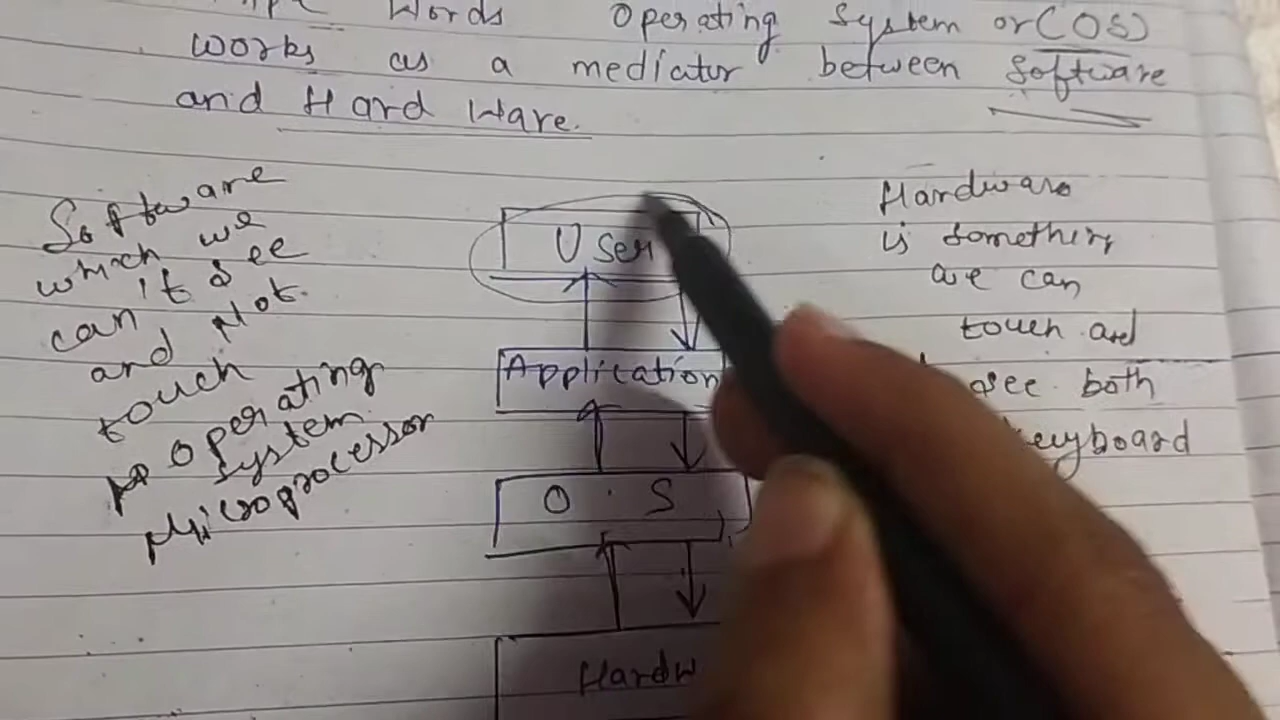 Words Operating System or (OS)
works as a mediator between Software
and Hard Ware.
Software
which we
can it see
and Not
touch
operating
system
Microprocessor
User
Application
O.S
Hardw
Hardware
is something
we can
touch and
see both
keyboard